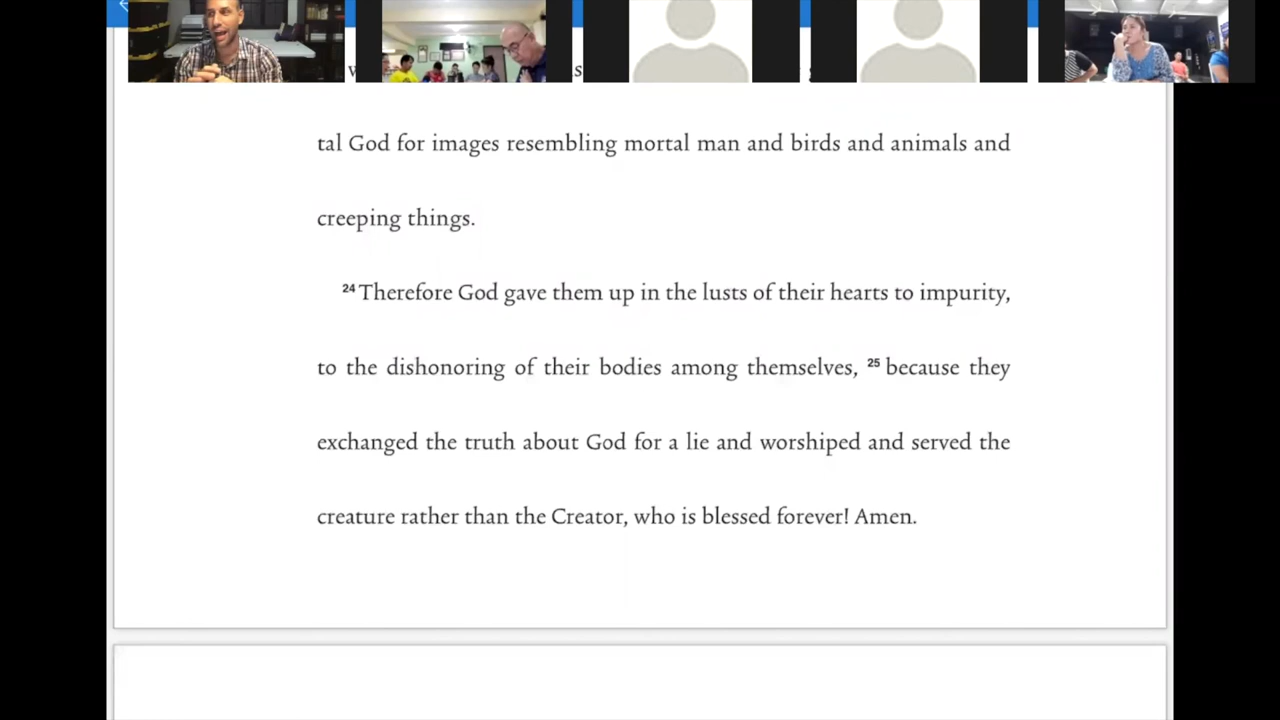 tal God for images resembling mortal man and birds and animals and
creeping things.
24 Therefore God gave them up in the lusts of their hearts to impurity,
to the dishonoring of their bodies among themselves, 25 because they
exchanged the truth about God for a lie and worshiped and served the
creature rather than the Creator, who is blessed forever! Amen.